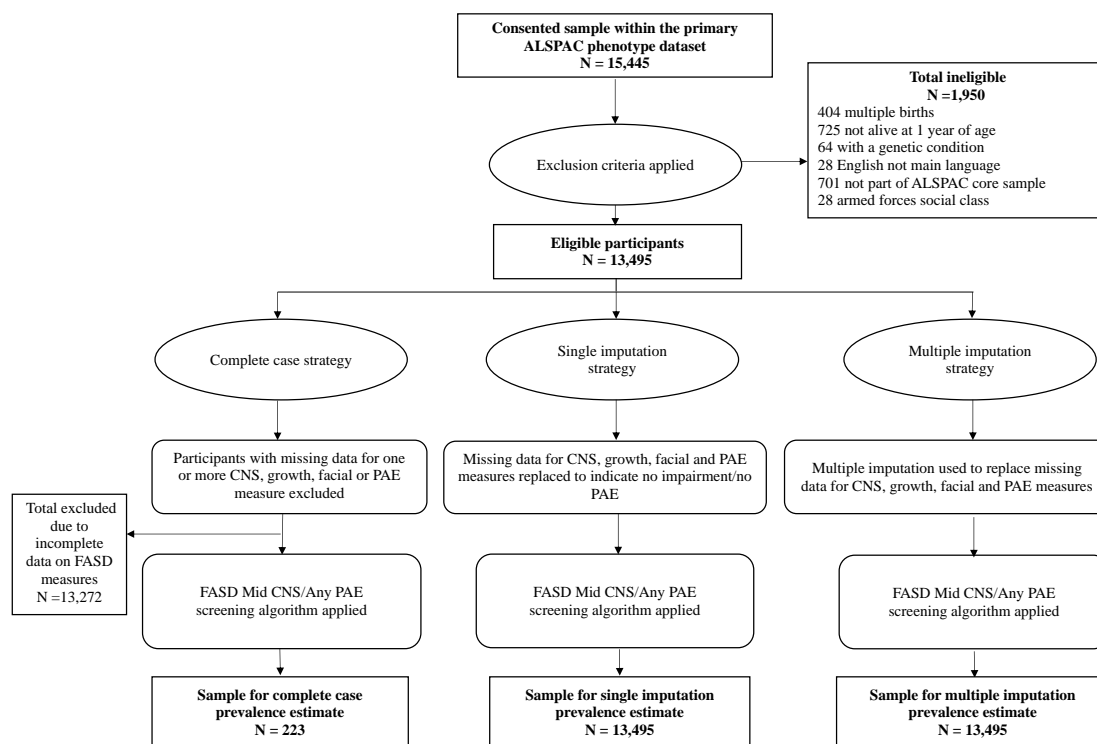 Consented sample within the primary
ALSPAC phenotype dataset
N = 15,445
Total ineligible
N =1,950
404 multiple births
725 not alive at 1 year of age
64 with a genetic condition
28 English not main language
701 not part of ALSPAC core sample
28 armed forces social class
Exclusion criteria applied
Eligible participants
N = 13,495
Complete case strategy
Single imputation
strategy
Multiple imputation
strategy
Participants with missing data for one
or more CNS, growth, facial or PAE
measure excluded
Missing data for CNS, growth, facial and PAE
measures replaced to indicate no impairment/no
PAE
Multiple imputation used to replace missing
data for CNS, growth, facial and PAE measures
Total excluded
due to
incomplete
data on FASD
measures
N =13,272
FASD Mid CNS/Any PAE
screening algorithm applied
FASD Mid CNS/Any PAE
screening algorithm applied
FASD Mid CNS/Any PAE
screening algorithm applied
Sample for complete case
prevalence estimate
N = 223
Sample for single imputation
prevalence estimate
N = 13,495
Sample for multiple imputation
prevalence estimate
N = 13,495